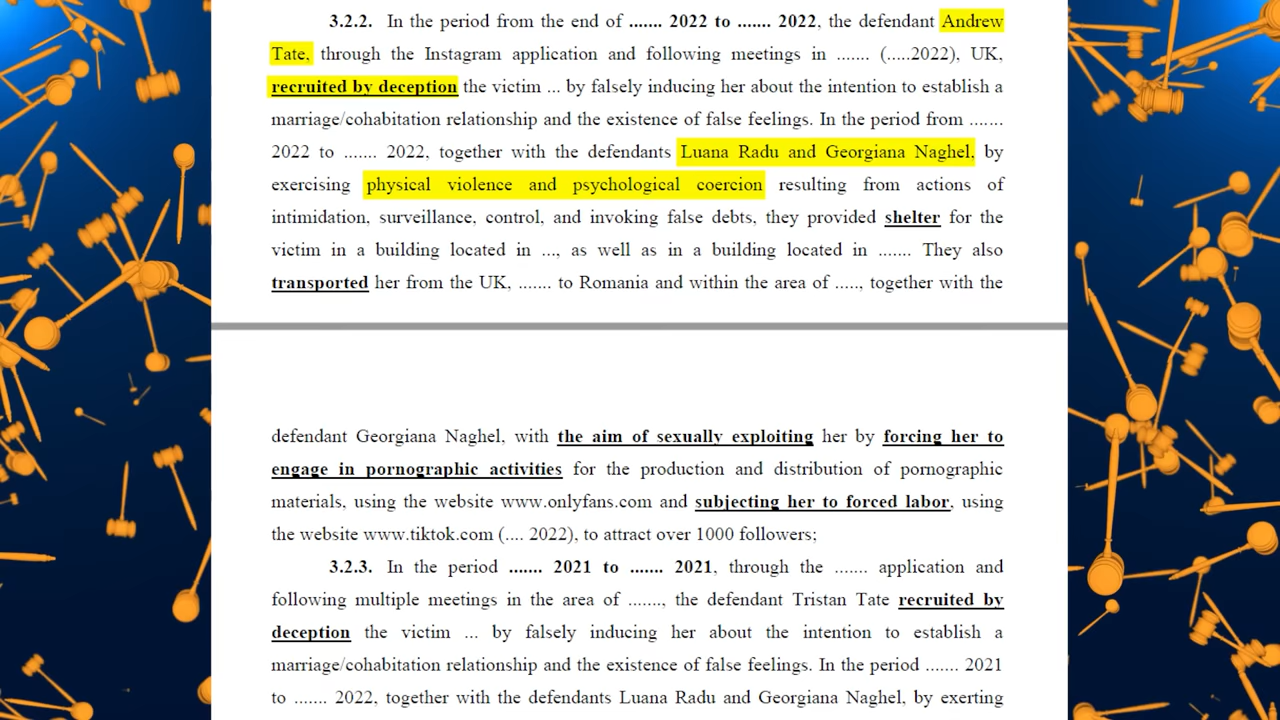 3.2.2. In the period from the end of ....... 2022 to ....... 2022, the defendant Andrew
Tate, through the Instagram application and following meetings in ....... (.....2022), UK,
recruited by deception the victim ... by falsely inducing her about the intention to establish a
marriage/cohabitation relationship and the existence of false feelings. In the period from .......
2022 to ....... 2022, together with the defendants Luana Radu and Georgiana Naghel, by
exercising physical violence and psychological coercion resulting from actions of
intimidation, surveillance, control, and invoking false debts, they provided shelter for the
victim in a building located in ..., as well as in a building located in ....... They also
transported her from the UK, ....... to Romania and within the area of ....., together with the
defendant Georgiana Naghel, with the aim of sexually exploiting her by forcing her to
engage in pornographic activities for the production and distribution of pornographic
materials, using the website www.onlyfans.com and subjecting her to forced labor, using
the website www.tiktok.com (.... 2022), to attract over 1000 followers;
3.2.3. In the period ....... 2021 to ....... 2021, through the ....... application and
following multiple meetings in the area of ......., the defendant Tristan Tate recruited by
deception the victim ... by falsely inducing her about the intention to establish a
marriage/cohabitation relationship and the existence of false feelings. In the period ....... 2021
to ....... 2022, together with the defendants Luana Radu and Georgiana Naghel, by exerting